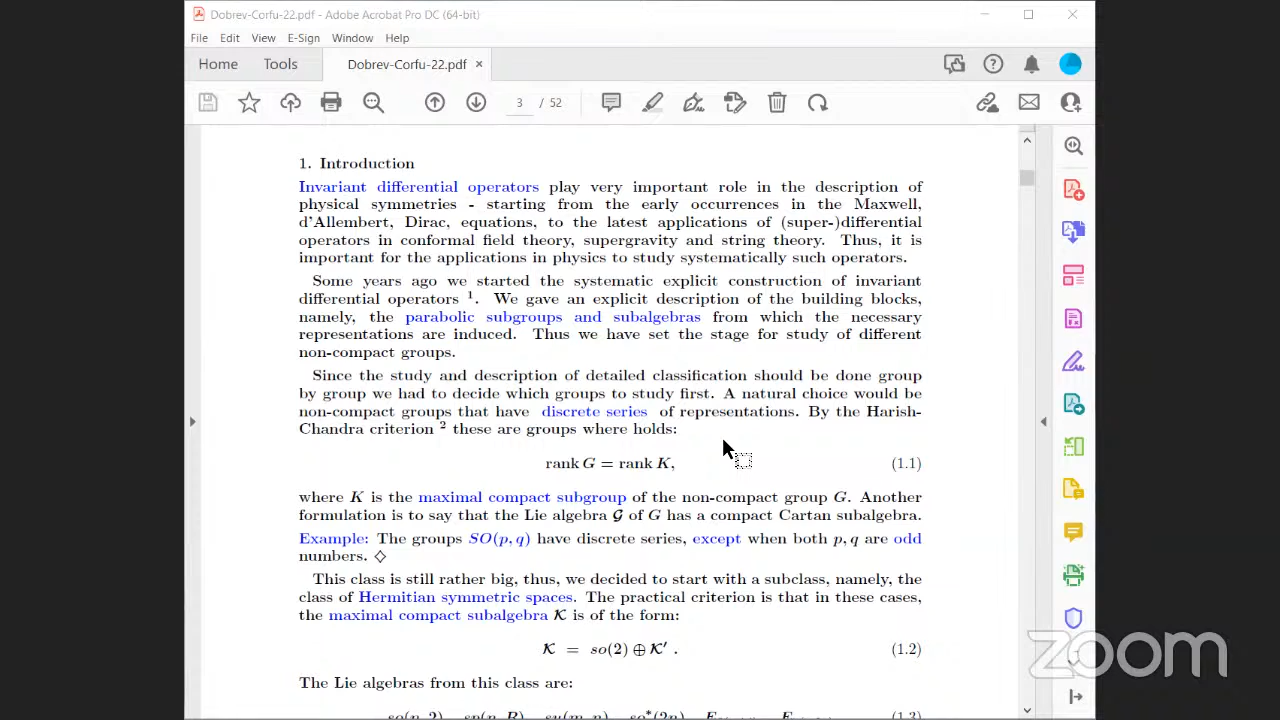 Dobrev-Corfu-22.pdf - Adobe Acrobat Pro DC (64-bit)
File Edit View E-Sign Window Help
Home Tools Dobrev-Corfu-22.pdf ×
3 / 52
1. Introduction
Invariant differential operators play very important role in the description of
physical symmetries - starting from the early occurrences in the Maxwell,
d'Allembert, Dirac, equations, to the latest applications of (super-)differential
operators in conformal field theory, supergravity and string theory. Thus, it is
important for the applications in physics to study systematically such operators.
Some years ago we started the systematic explicit construction of invariant
differential operators ¹. We gave an explicit description of the building blocks,
namely, the parabolic subgroups and subalgebras from which the necessary
representations are induced. Thus we have set the stage for study of different
non-compact groups.
Since the study and description of detailed classification should be done group
by group we had to decide which groups to study first. A natural choice would be
non-compact groups that have discrete series of representations. By the Harish-
Chandra criterion ² these are groups where holds:
rank G = rank K, (1.1)
where K is the maximal compact subgroup of the non-compact group G. Another
formulation is to say that the Lie algebra 𝓖 of G has a compact Cartan subalgebra.
Example: The groups SO(p, q) have discrete series, except when both p, q are odd
numbers. ◇
This class is still rather big, thus, we decided to start with a subclass, namely, the
class of Hermitian symmetric spaces. The practical criterion is that in these cases,
the maximal compact subalgebra 𝓚 is of the form:
𝓚 = so(2) ⊕ 𝓚′ . (1.2)
The Lie algebras from this class are:
zoom